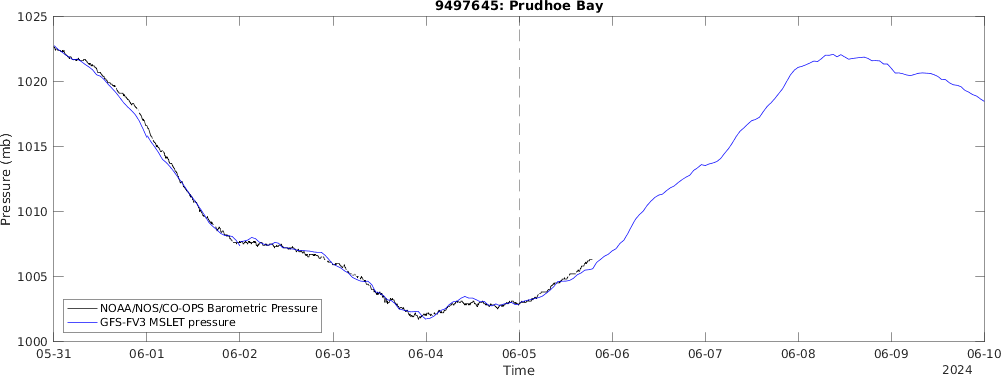 9497645: Prudhoe Bay
1025
1020
1015
1010
1005
1000
Pressure (mb)
NOAA/NOS/CO-OPS Barometric Pressure
GFS-FV3 MSLET pressure
05-31 06-01 06-02 06-03 06-04 06-05 06-06 06-07 06-08 06-09 06-10
Time
2024